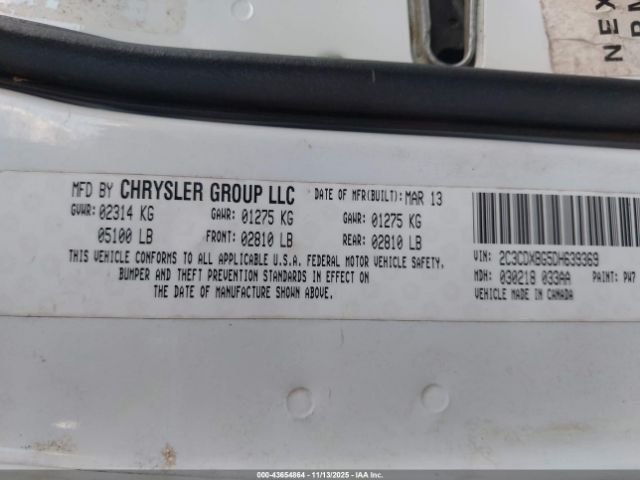 NEX
MFD BY CHRYSLER GROUP LLC DATE OF MFR(BUILT): MAR 13
GVWR: 02314 KG GAWR: 01275 KG GAWR: 01275 KG
05100 LB FRONT: 02810 LB REAR: 02810 LB
THIS VEHICLE CONFORMS TO ALL APPLICABLE U.S.A. FEDERAL MOTOR VEHICLE SAFETY,
BUMPER AND THEFT PREVENTION STANDARDS IN EFFECT ON
THE DATE OF MANUFACTURE SHOWN ABOVE.
VIN: 2C3CDXBG5DH639369
MDH: 030218 033AA PAINT: PW7
VEHICLE MADE IN CANADA
000-43654864 - 11/13/2025 - IAA Inc.